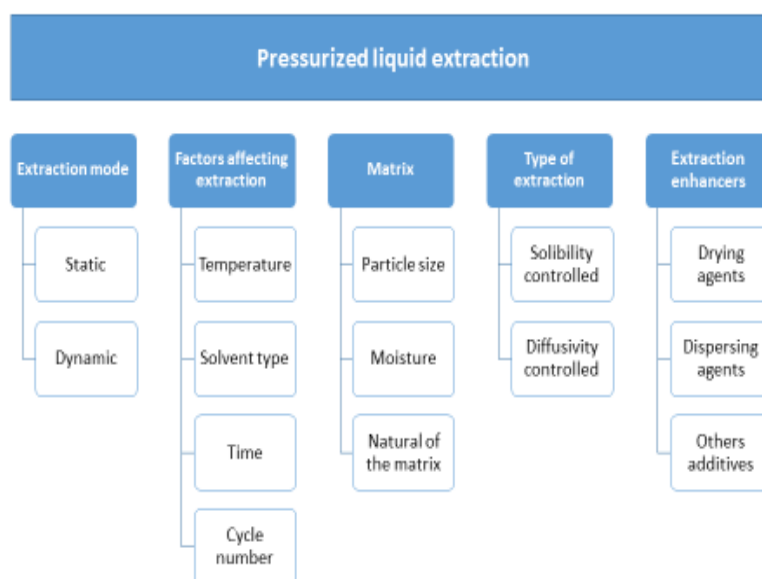 Pressurized liquid extraction
Extraction mode
Static
Dynamic
Factors affecting
extraction
Temperature
Solvent type
Time
Cycle
number
Matrix
Particle size
Moisture
Natural of
the matrix
Type of
extraction
Solibility
controlled
Diffusivity
controlled
Extraction
enhancers
Drying
agents
Dispersing
agents
Others
additives